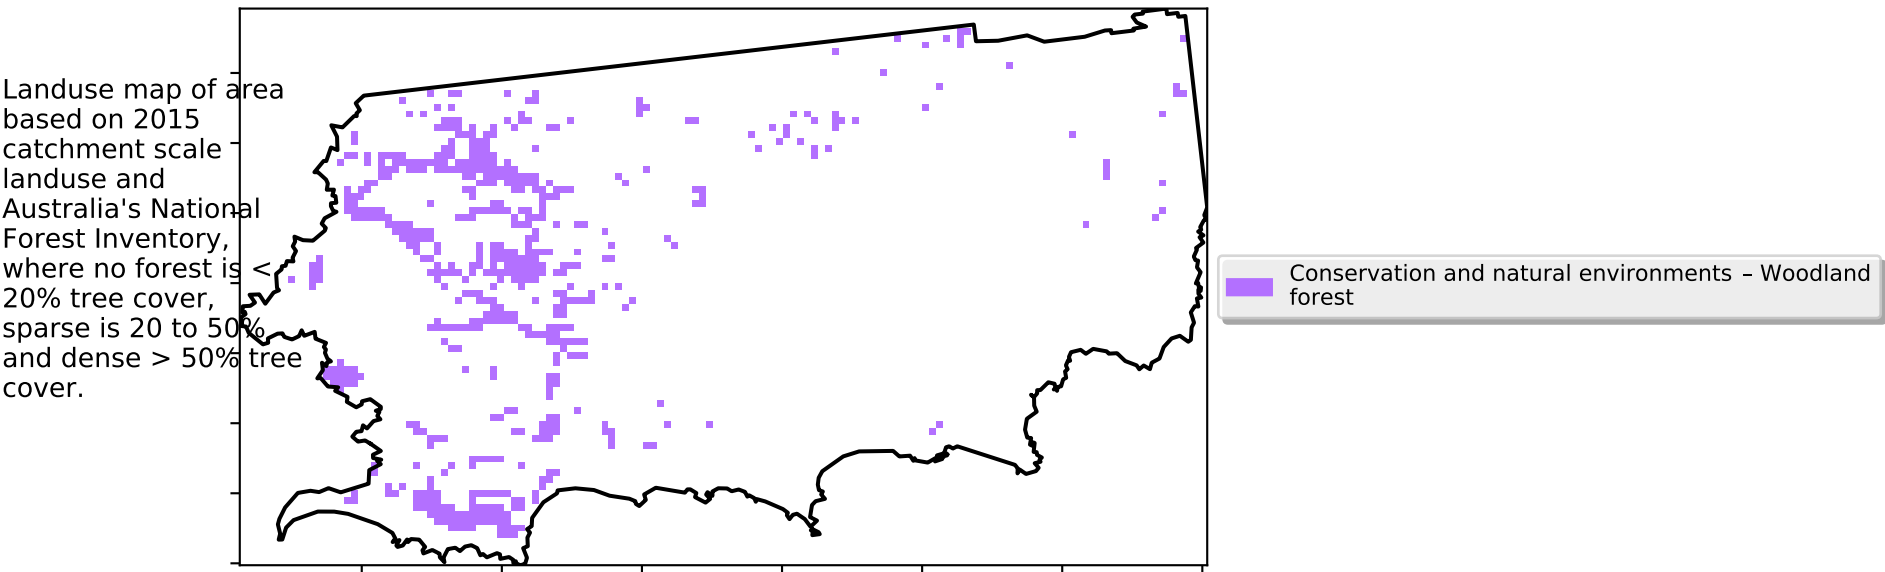 Landuse map of area
based on 2015
catchment scale
landuse and
Australia's National
Forest Inventory,
where no forest is <
20% tree cover,
sparse is 20 to 50%
and dense > 50% tree
cover.
Conservation and natural environments – Woodland
forest